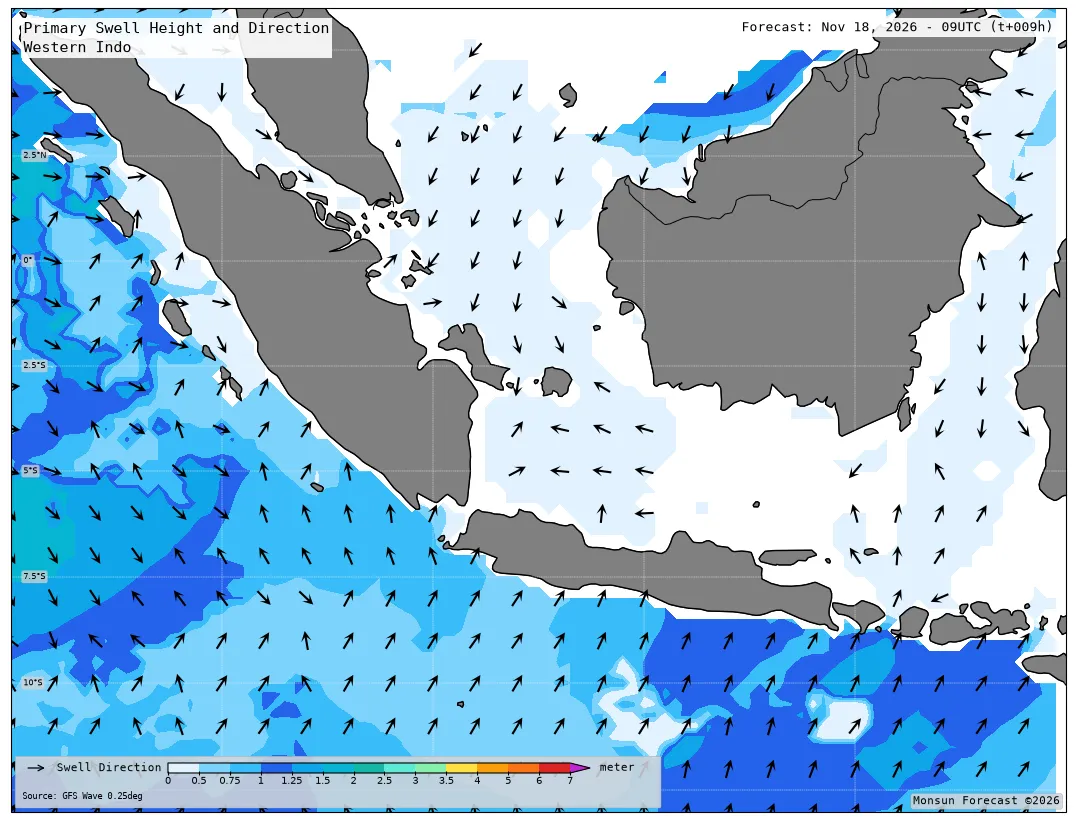 Primary Swell Height and Direction
Western Indo
Forecast: Nov 18, 2026 - 09UTC (t+009h)
2.5°N
0°
2.5°S
5°S
7.5°S
10°S
Swell Direction
0 0.5 0.75 1 1.25 1.5 2 2.5 3 3.5 4 5 6 7
meter
Source: GFS Wave 0.25deg
Monsun Forecast ©2026